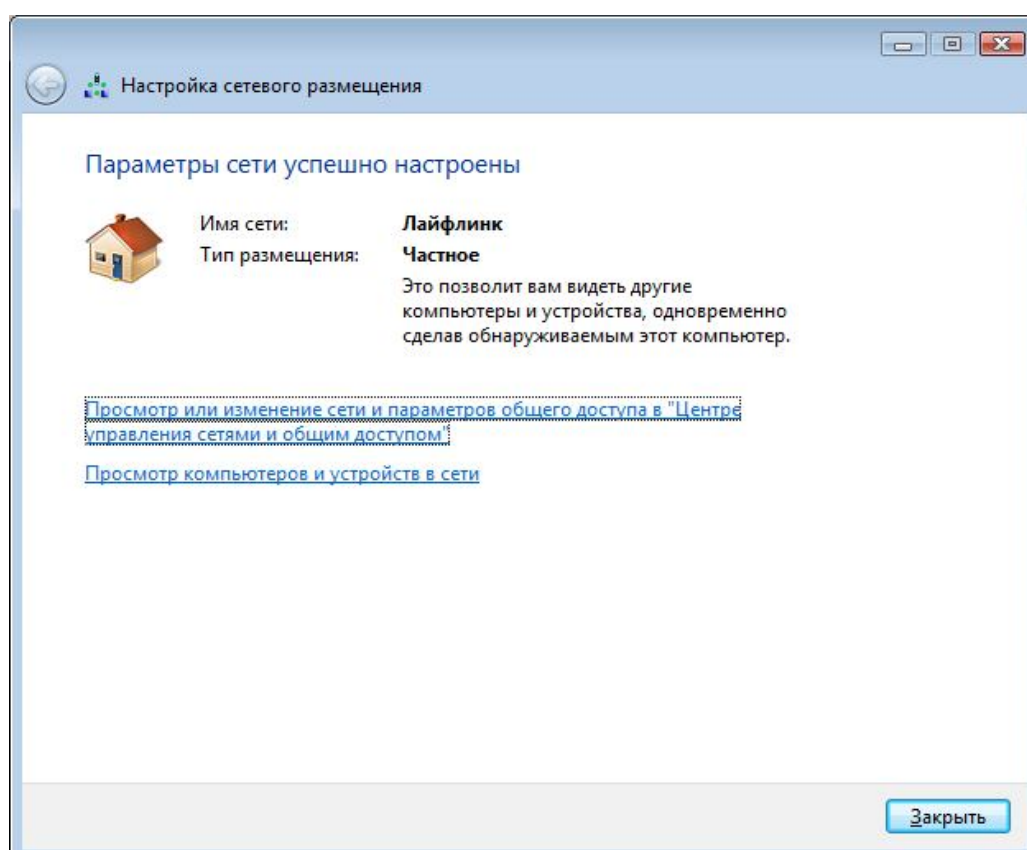 Настройка сетевого размещения
Параметры сети успешно настроены
Имя сети: Лайфлинк
Тип размещения: Частное
Это позволит вам видеть другие
компьютеры и устройства, одновременно
сделав обнаруживаемым этот компьютер.
Просмотр или изменение сети и параметров общего доступа в "Центре
управления сетями и общим доступом"
Просмотр компьютеров и устройств в сети
Закрыть